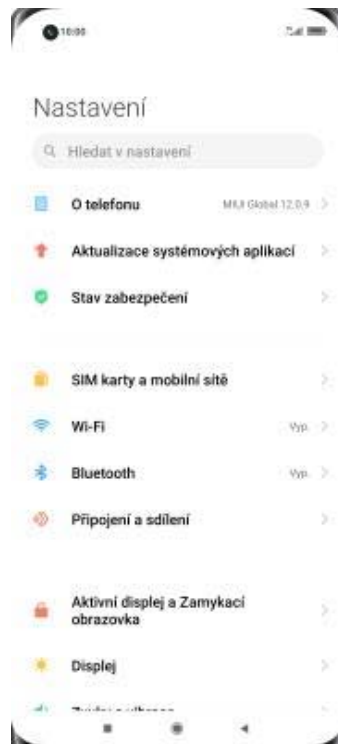 10:00
Nastavení
Hledat v nastavení
O telefonu MIUI Global 12.0.9
Aktualizace systémových aplikací
Stav zabezpečení
SIM karty a mobilní sítě
Wi-Fi Vyp.
Bluetooth Vyp.
Připojení a sdílení
Aktivní displej a Zamykací
obrazovka
Displej